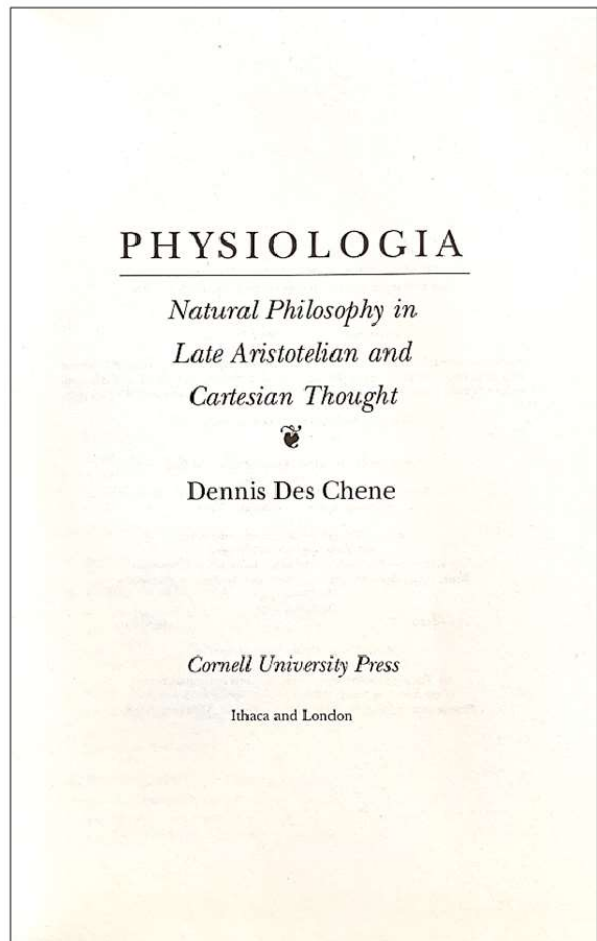 PHYSIOLOGIA
Natural Philosophy in
Late Aristotelian and
Cartesian Thought
Dennis Des Chene
Cornell University Press
Ithaca and London